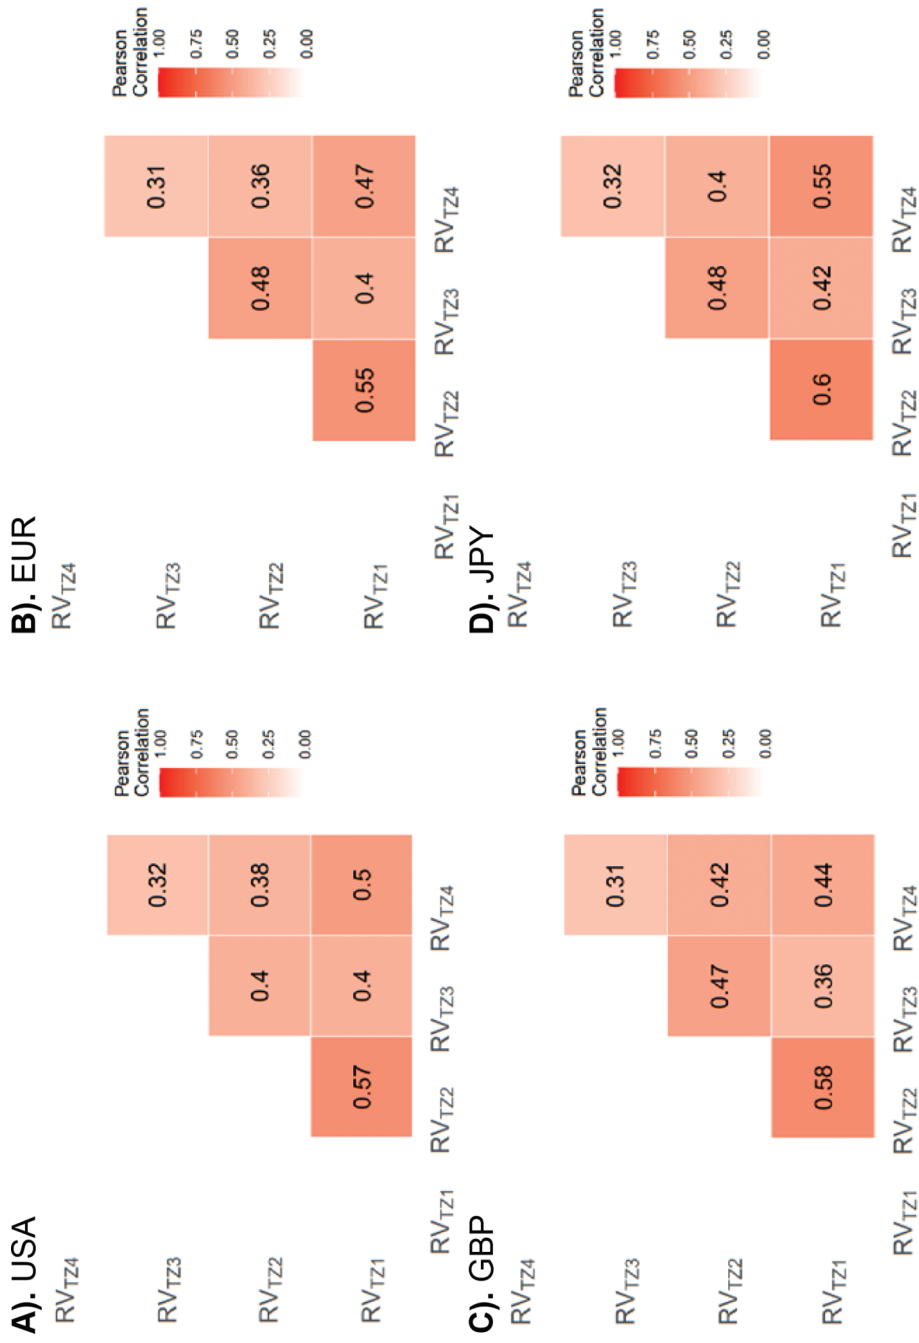 A). USA
RVTZ4
RVTZ3
RVTZ2
RVTZ1
0.32
0.4 0.38
0.57 0.4 0.5
RVTZ1 RVTZ2 RVTZ3 RVTZ4
Pearson
Correlation
1.00
0.75
0.50
0.25
0.00
B). EUR
RVTZ4
RVTZ3
RVTZ2
RVTZ1
0.31
0.48 0.36
0.55 0.4 0.47
RVTZ1 RVTZ2 RVTZ3 RVTZ4
Pearson
Correlation
1.00
0.75
0.50
0.25
0.00
C). GBP
RVTZ4
RVTZ3
RVTZ2
RVTZ1
0.31
0.47 0.42
0.58 0.36 0.44
RVTZ1 RVTZ2 RVTZ3 RVTZ4
Pearson
Correlation
1.00
0.75
0.50
0.25
0.00
D). JPY
RVTZ4
RVTZ3
RVTZ2
RVTZ1
0.32
0.48 0.4
0.6 0.42 0.55
RVTZ1 RVTZ2 RVTZ3 RVTZ4
Pearson
Correlation
1.00
0.75
0.50
0.25
0.00